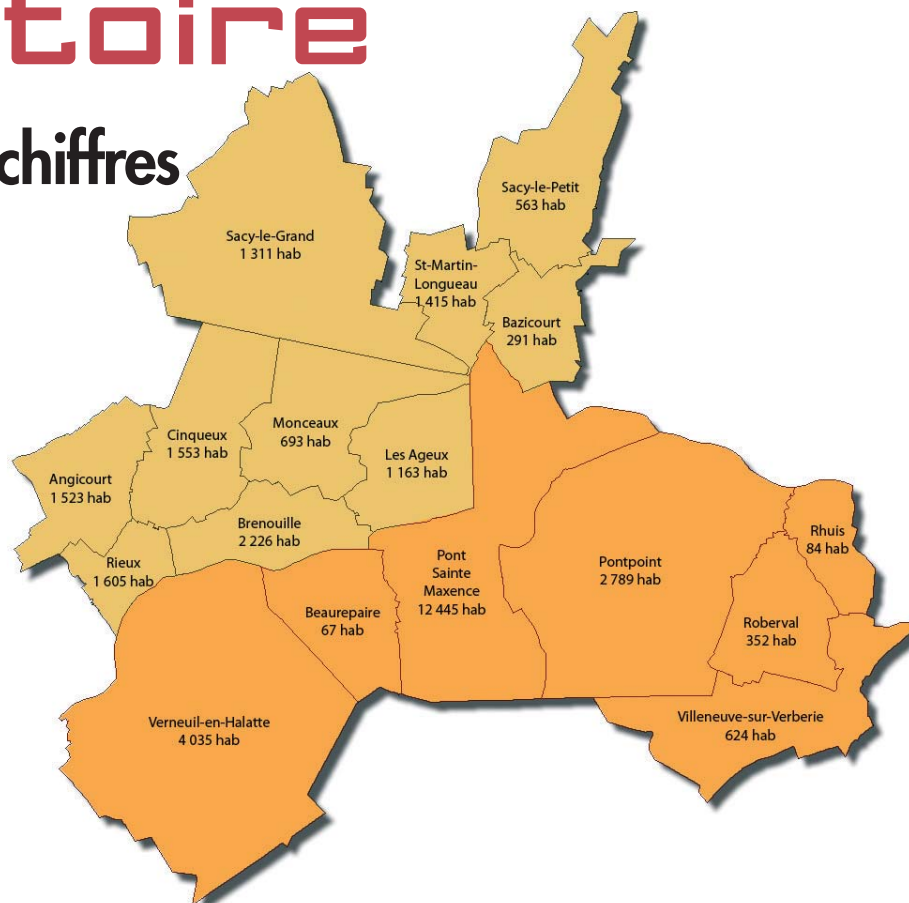 toire
chiffres
Sacy-le-Petit
563 hab
Sacy-le-Grand
1 311 hab
St-Martin-
Longueau
1 415 hab
Bazicourt
291 hab
Cinqueux
1 553 hab
Monceaux
693 hab
Les Ageux
1 163 hab
Angicourt
1 523 hab
Brenouille
2 226 hab
Rieux
1 605 hab
Rhuis
84 hab
Pont
Sainte
Maxence
12 445 hab
Pontpoint
2 789 hab
Beaurepaire
67 hab
Roberval
352 hab
Verneuil-en-Halatte
4 035 hab
Villeneuve-sur-Verberie
624 hab